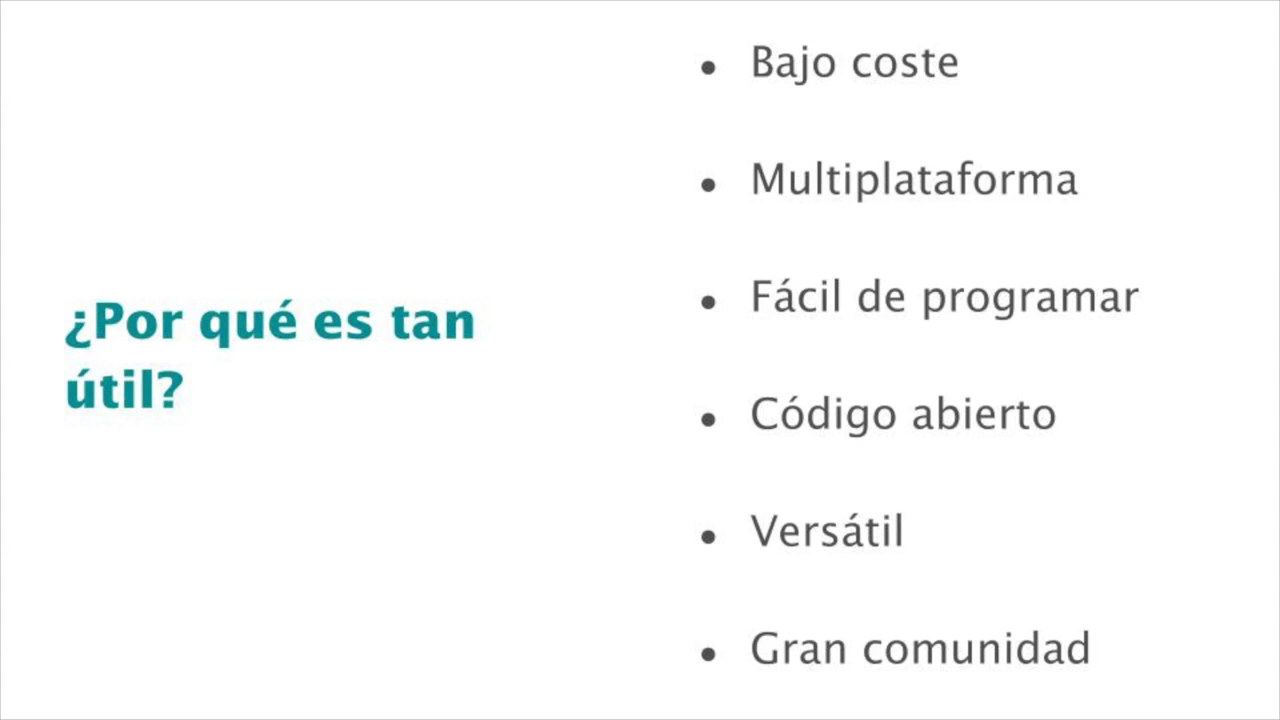 ¿Por qué es tan
útil?
• Bajo coste
• Multiplataforma
• Fácil de programar
• Código abierto
• Versátil
• Gran comunidad